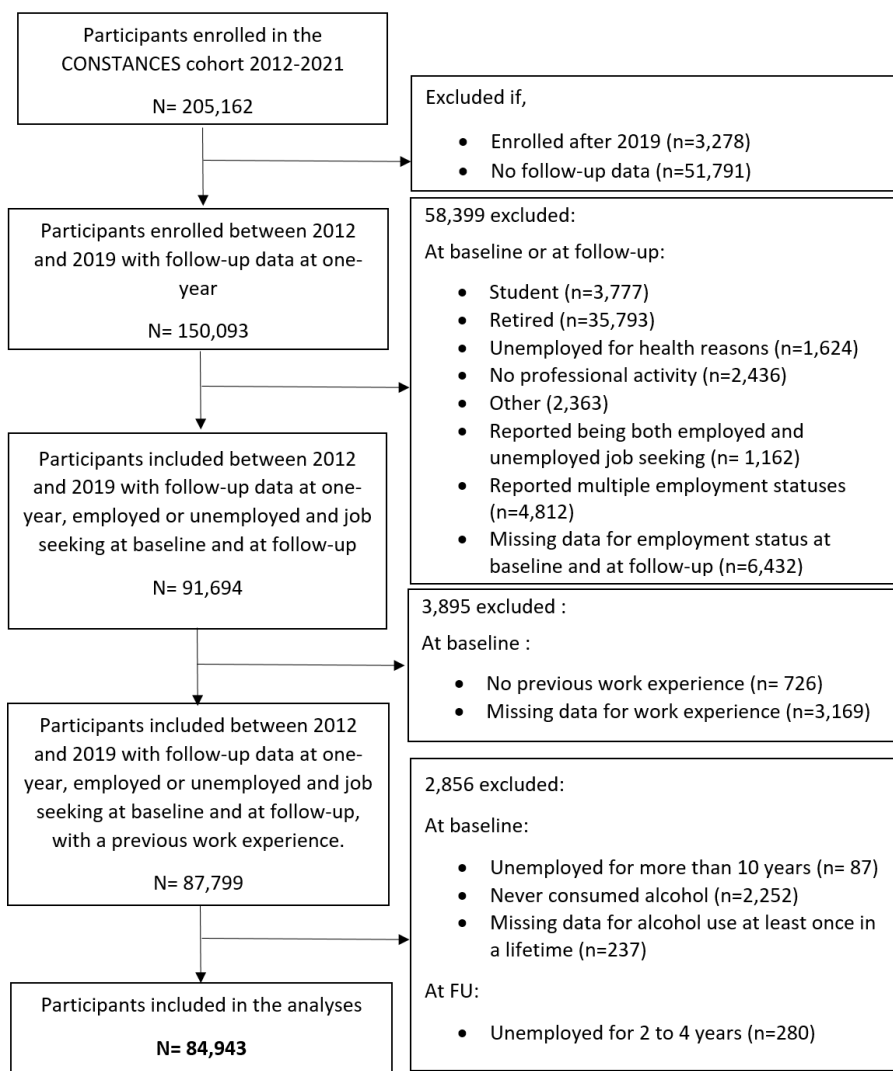 Participants enrolled in the
CONSTANCES cohort 2012-2021
N= 205,162
Excluded if,
• Enrolled after 2019 (n=3,278)
• No follow-up data (n=51,791)
Participants enrolled between 2012
and 2019 with follow-up data at one-
year
N= 150,093
58,399 excluded:
At baseline or at follow-up:
• Student (n=3,777)
• Retired (n=35,793)
• Unemployed for health reasons (n=1,624)
• No professional activity (n=2,436)
• Other (2,363)
• Reported being both employed and
unemployed job seeking (n= 1,162)
• Reported multiple employment statuses
(n=4,812)
• Missing data for employment status at
baseline and at follow-up (n=6,432)
Participants included between 2012
and 2019 with follow-up data at one-
year, employed or unemployed and job
seeking at baseline and at follow-up
N= 91,694
3,895 excluded :
At baseline :
• No previous work experience (n= 726)
• Missing data for work experience (n=3,169)
Participants included between 2012
and 2019 with follow-up data at one-
year, employed or unemployed and job
seeking at baseline and at follow-up,
with a previous work experience.
N= 87,799
2,856 excluded:
At baseline:
• Unemployed for more than 10 years (n= 87)
• Never consumed alcohol (n=2,252)
• Missing data for alcohol use at least once in
a lifetime (n=237)
At FU:
• Unemployed for 2 to 4 years (n=280)
Participants included in the analyses
N= 84,943